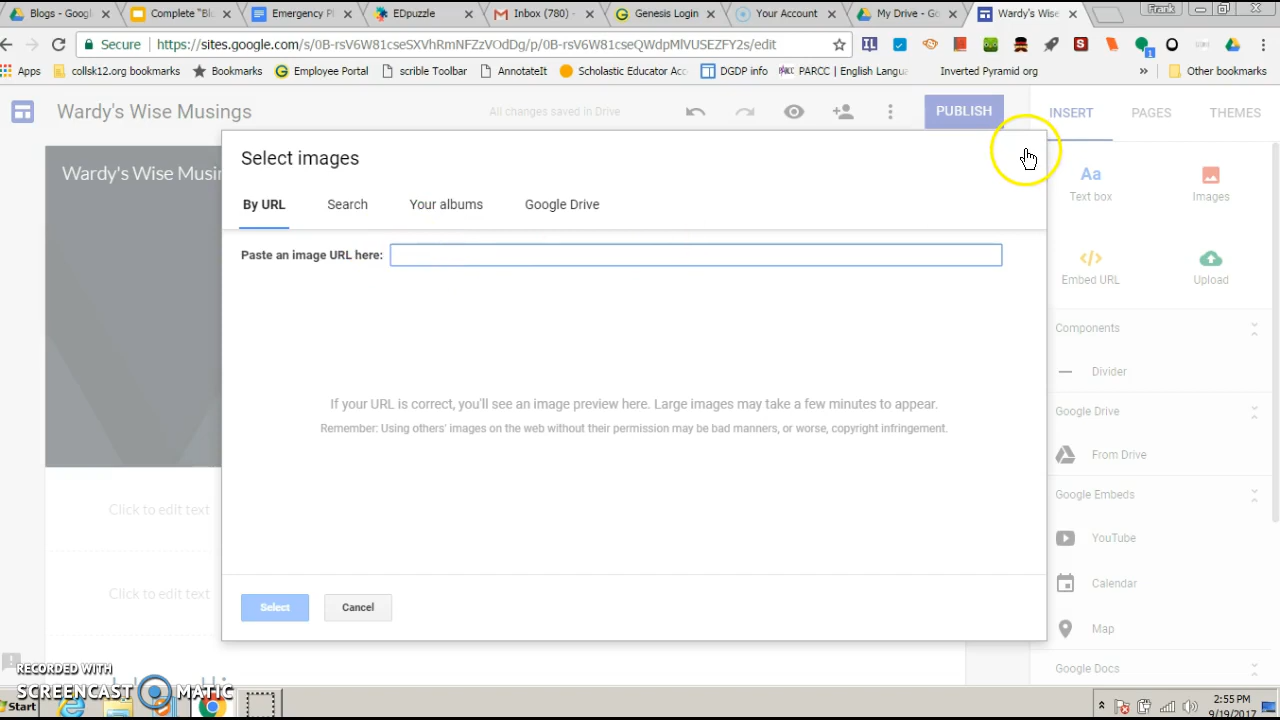 Blogs - Googl
Complete "Bl
Emergency Pl
EDpuzzle
Inbox (780) -
Genesis Login
Your Account
My Drive - Go
Wardy's Wise
Frank
Secure
https://sites.google.com/s/0B-rsV6W81cseSXVhRmNFZzVOdDg/p/0B-rsV6W81cseQWdpMlVUSEZFY2s/edit
Apps
collsk12.org bookmarks
Bookmarks
Employee Portal
scrible Toolbar
AnnotateIt
Scholastic Educator Acc
DGDP info
PARCC | English Langua
Inverted Pyramid org
»
Other bookmarks
Wardy's Wise Musings
All changes saved in Drive
PUBLISH
INSERT
PAGES
THEMES
Wardy's Wise Musin
Select images
By URL
Search
Your albums
Google Drive
Paste an image URL here:
If your URL is correct, you'll see an image preview here. Large images may take a few minutes to appear.
Remember: Using others' images on the web without their permission may be bad manners, or worse, copyright infringement.
Select
Cancel
Click to edit text
Click to edit text
Aa
Text box
Images
Embed URL
Upload
Components
Divider
Google Drive
From Drive
Google Embeds
YouTube
Calendar
Map
Google Docs
RECORDED WITH
SCREENCAST MATIC
Start
2:55 PM
9/19/2017